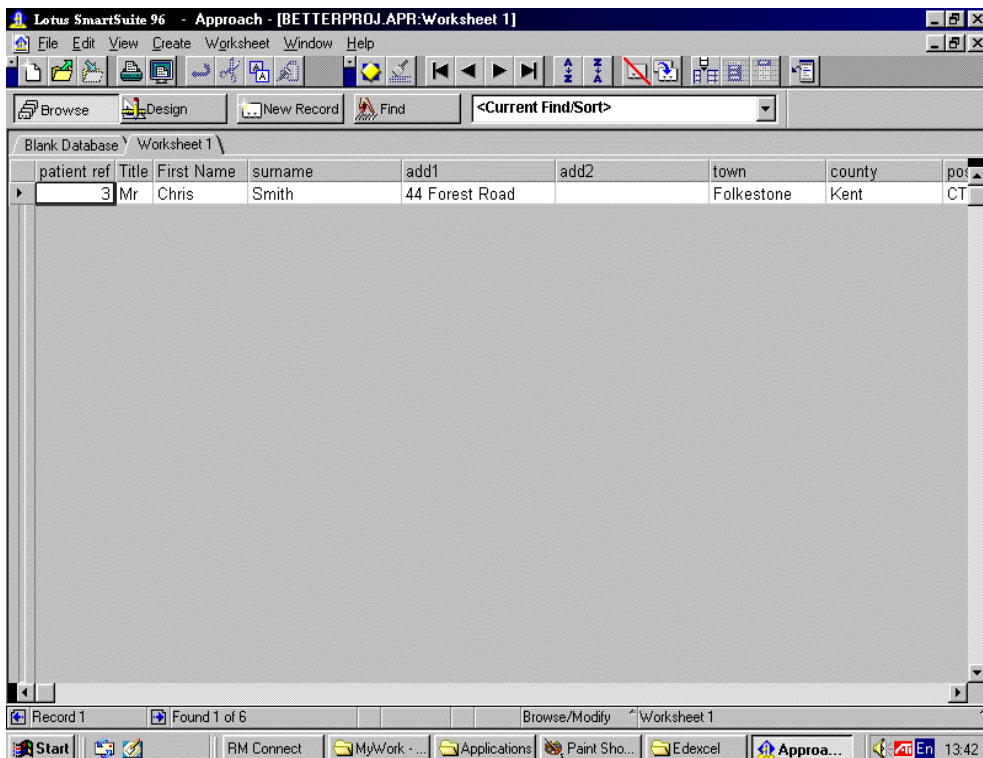 Lotus SmartSuite 96 - Approach - [BETTERPROJ.APR:Worksheet 1]
File Edit View Create Worksheet Window Help
Browse Design New Record Find <Current Find/Sort>
Blank Database Worksheet 1
patient ref Title First Name surname add1 add2 town county pos
3 Mr Chris Smith 44 Forest Road Folkestone Kent CT
Record 1 Found 1 of 6 Browse/Modify Worksheet 1
Start RM Connect MyWork - ... Applications Paint Sho... Edexcel Approa... ATI En 13:42